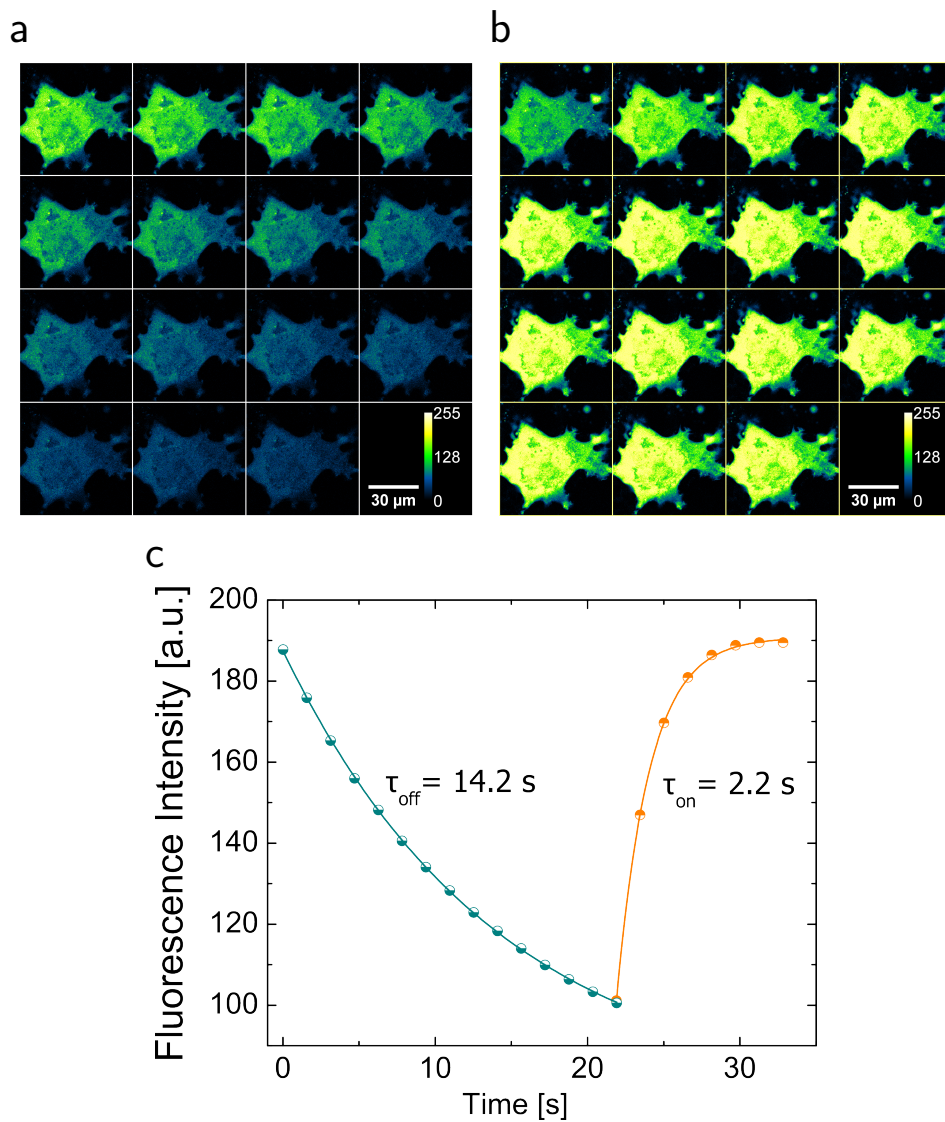 a
b
255
128
0
30 µm
255
128
0
30 µm
c
Fluorescence Intensity [a.u.]
200
180
160
140
120
100
τoff = 14.2 s
τon = 2.2 s
0
10
20
30
Time [s]